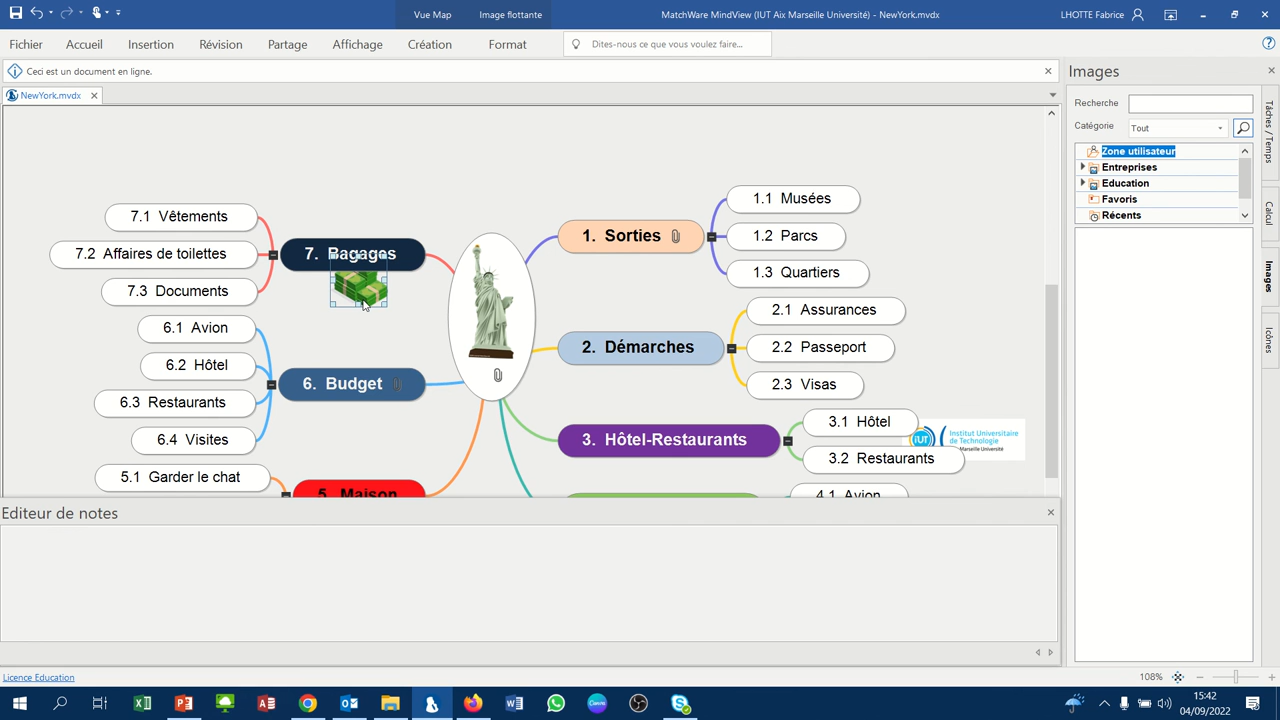 Vue Map
Image flottante
MatchWare MindView (IUT Aix Marseille Université) - NewYork.mvdx
LHOTTE Fabrice
Fichier
Accueil
Insertion
Révision
Partage
Affichage
Création
Format
Dites-nous ce que vous voulez faire...
Ceci est un document en ligne.
NewYork.mvdx
7. Bagages
7.1 Vêtements
7.2 Affaires de toilettes
7.3 Documents
6. Budget
6.1 Avion
6.2 Hôtel
6.3 Restaurants
6.4 Visites
5. Maison
5.1 Garder le chat
1. Sorties
1.1 Musées
1.2 Parcs
1.3 Quartiers
2. Démarches
2.1 Assurances
2.2 Passeport
2.3 Visas
3. Hôtel-Restaurants
3.1 Hôtel
3.2 Restaurants
4.1 Avion
iUT
Institut Universitaire
de Technologie
Marseille Université
Images
Recherche
Catégorie
Tout
Zone utilisateur
Entreprises
Education
Favoris
Récents
Tâches / Temps
Calcul
Images
Icônes
Editeur de notes
Licence Education
108%
15:42
04/09/2022